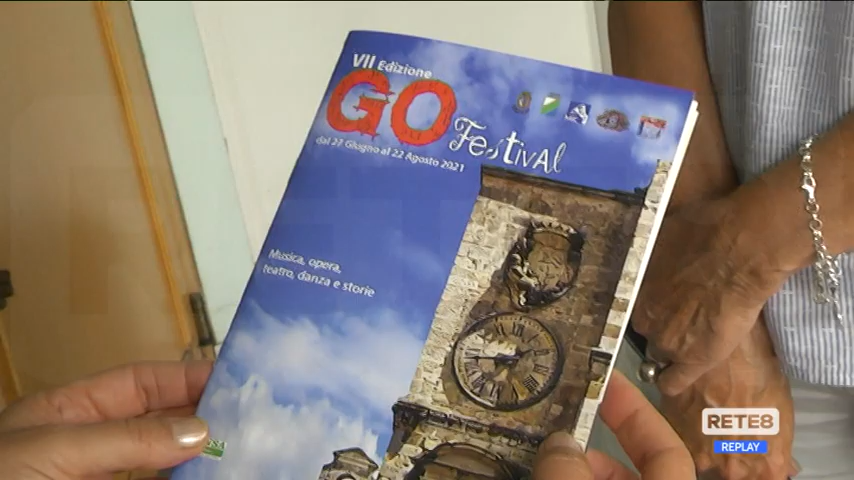 VII Edizione
GO
Festival
dal 27 Giugno al 22 Agosto 2021
Musica, opera,
teatro, danza e storie
RETE8
REPLAY